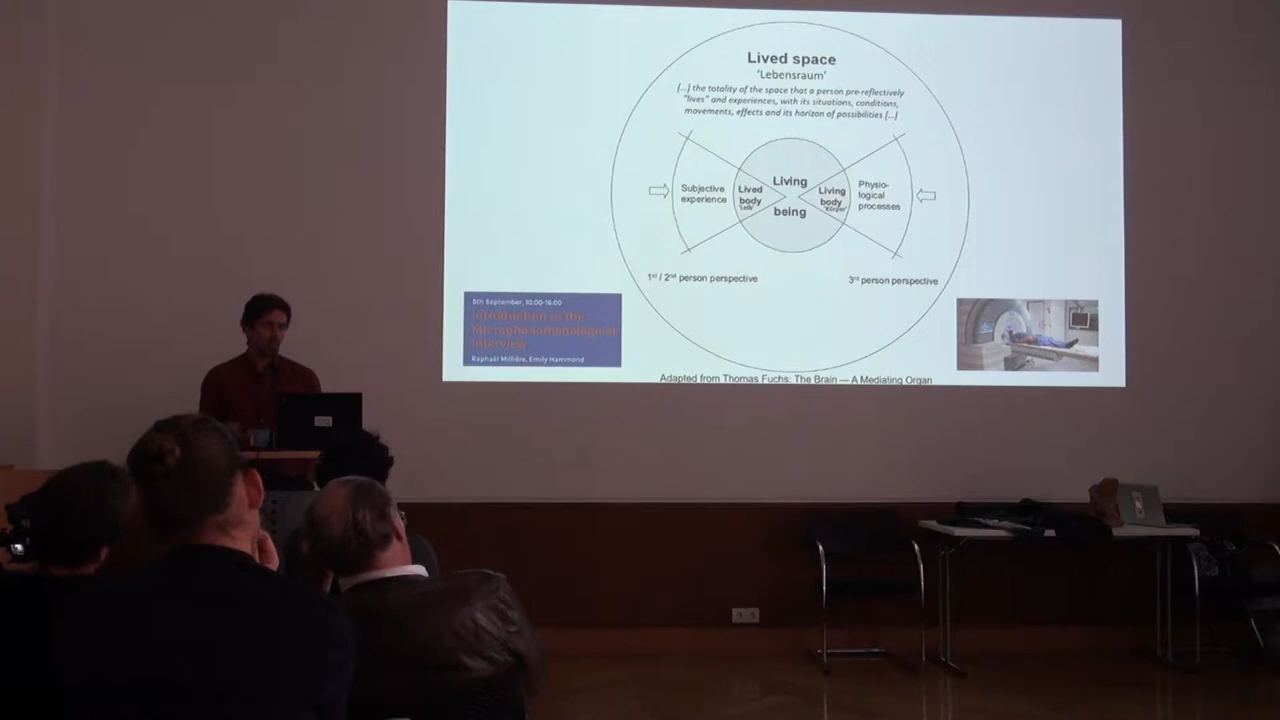 Lived space
'Lebensraum'
[...] the totality of the space that a person pre-reflectively
"lives" and experiences, with its situations, conditions,
movements, effects and its horizon of possibilities [...]
Subjective
experience
Lived
body
'Leib'
Living
being
Living
body
'Körper'
Physio-
logical
processes
1st / 2nd person perspective
3rd person perspective
5th September, 10:00-16:00
Introduction to the
Microphenomenological
Interview
Raphaël Millière, Emily Hammond
Adapted from Thomas Fuchs: The Brain — A Mediating Organ